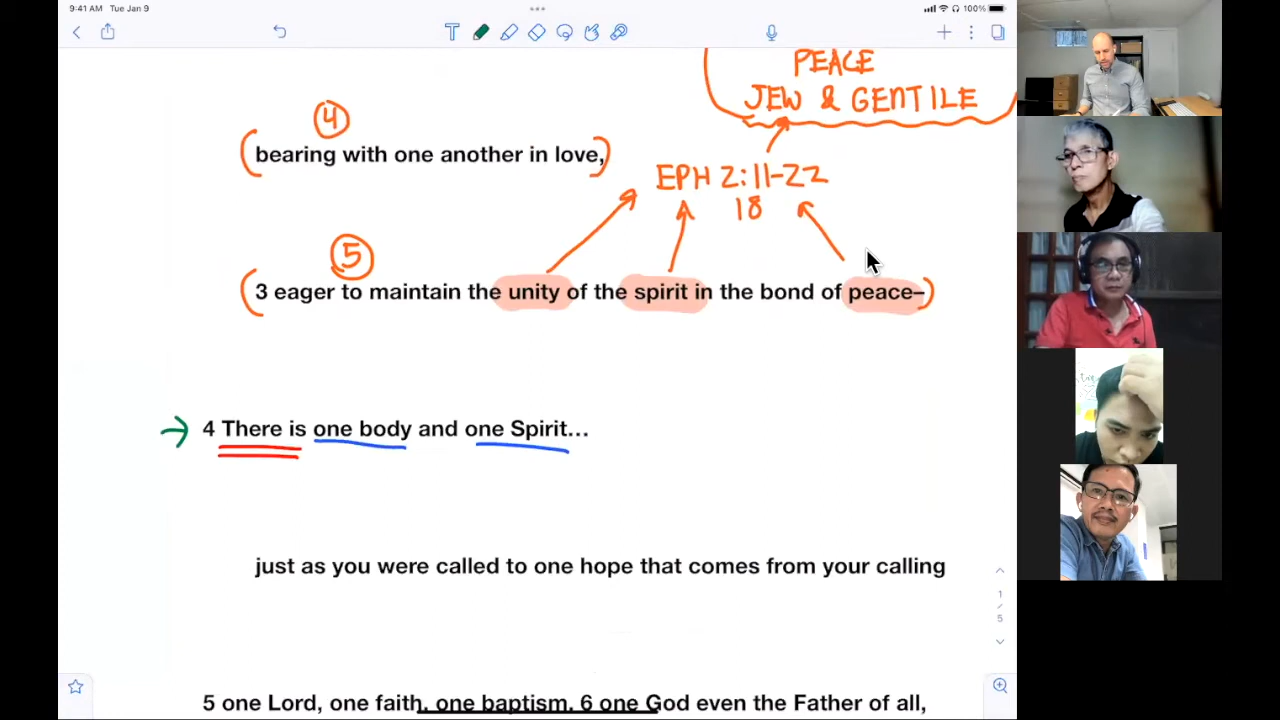 9:41 AM Tue Jan 9
100%
T
PEACE
JEW & GENTILE
4
(bearing with one another in love,)
EPH 2:11-22
18
5
(3 eager to maintain the unity of the spirit in the bond of peace–)
→ 4 There is one body and one Spirit...
just as you were called to one hope that comes from your calling
1
/
5
5 one Lord, one faith, one baptism, 6 one God even the Father of all,